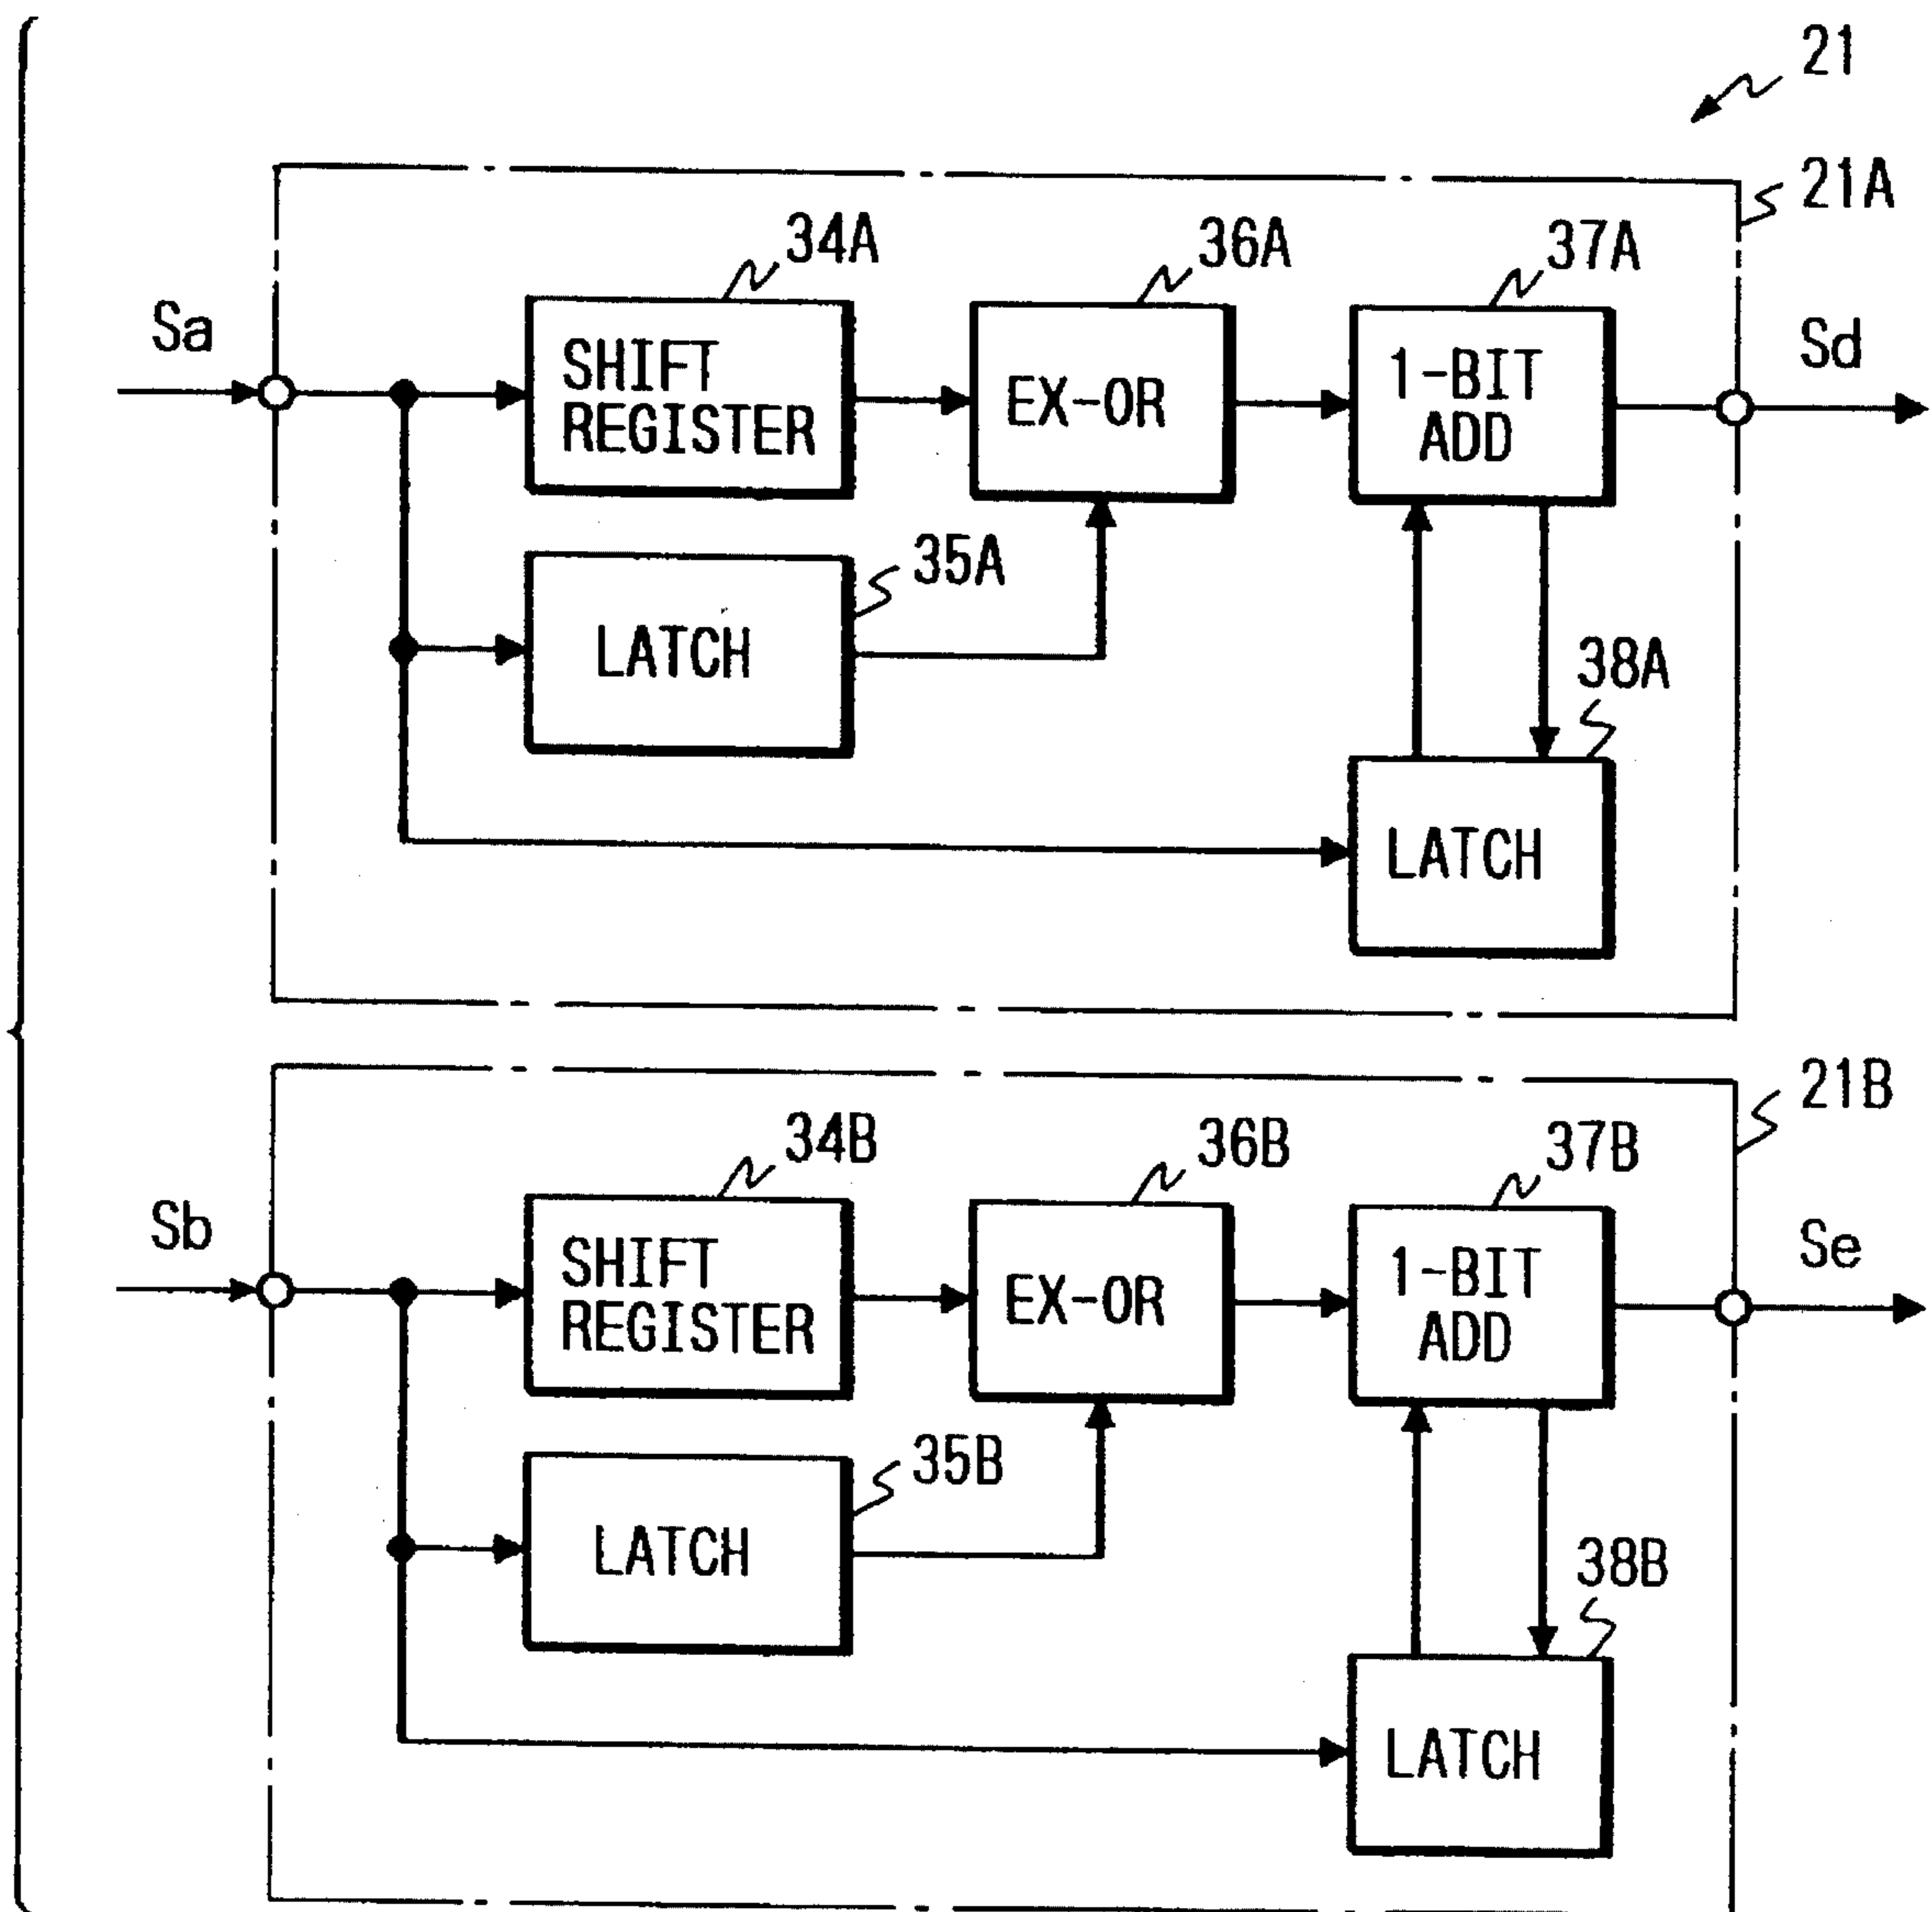 21
21A
34A
36A
37A
Sa
SHIFT
REGISTER
EX-OR
1-BIT
ADD
Sd
35A
LATCH
38A
LATCH
21B
34B
36B
37B
Sb
SHIFT
REGISTER
EX-OR
1-BIT
ADD
Se
35B
LATCH
38B
LATCH